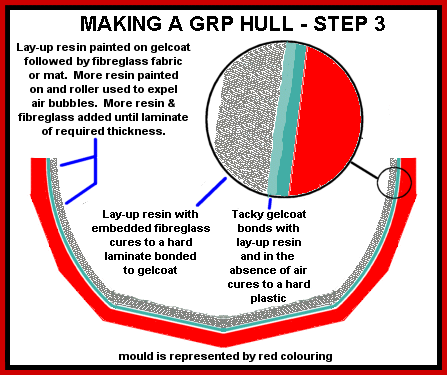 MAKING A GRP HULL - STEP 3
Lay-up resin painted on gelcoat
followed by fibreglass fabric
or mat. More resin painted
on and roller used to expel
air bubbles. More resin &
fibreglass added until laminate
of required thickness.
Lay-up resin with
embedded fibreglass
cures to a hard
laminate bonded
to gelcoat
Tacky gelcoat
bonds with
lay-up resin
and in the
absence of air
cures to a hard
plastic
mould is represented by red colouring